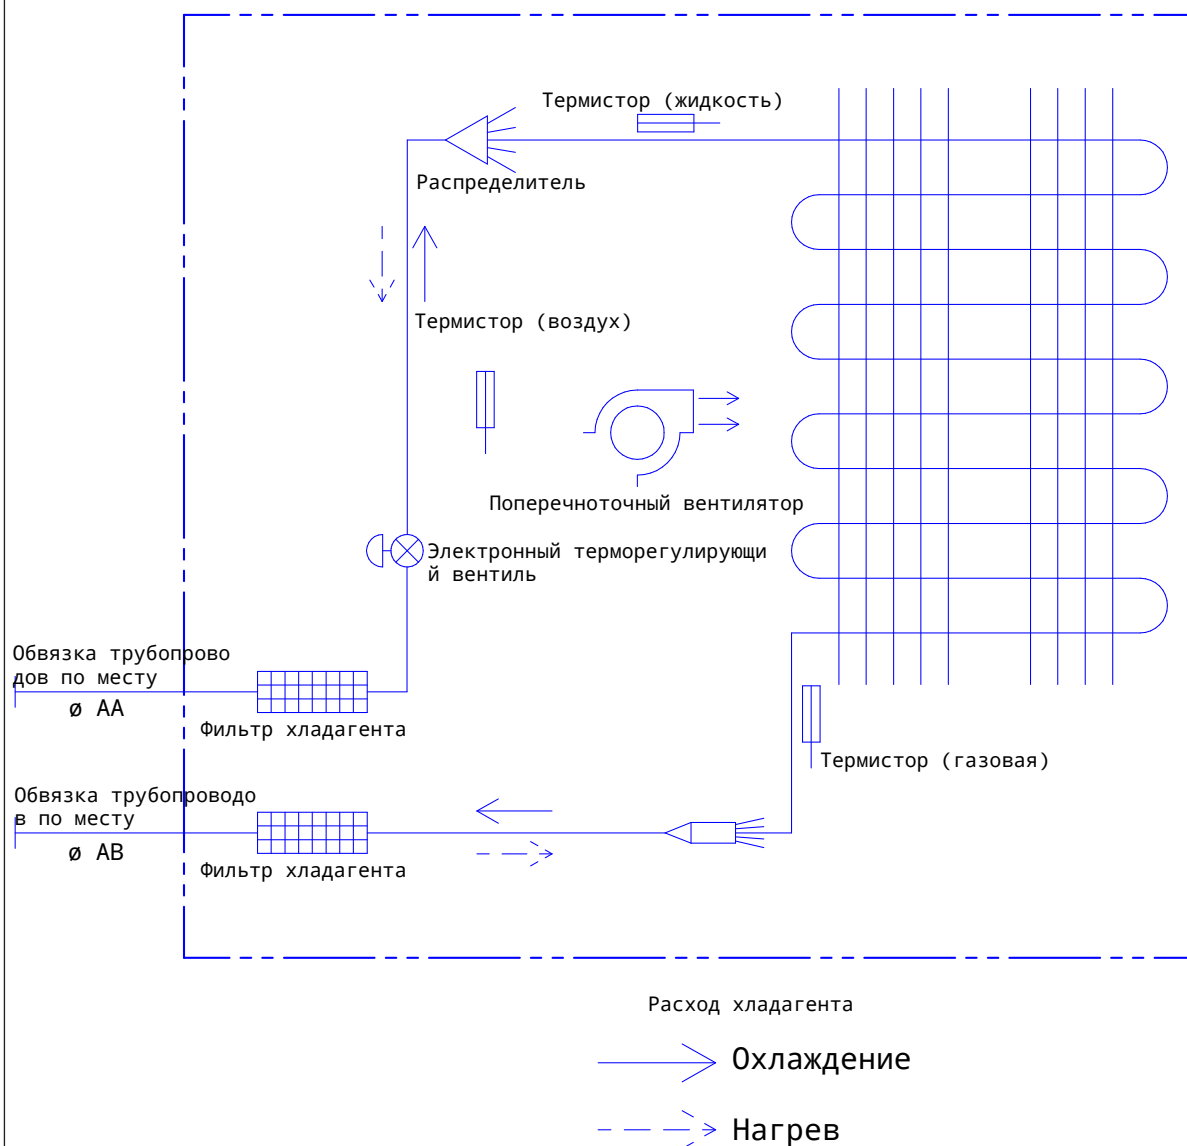 Термистор (жидкость)
Распределитель
Термистор (воздух)
Поперечноточный вентилятор
Электронный терморегулирующи
й вентиль
Обвязка трубопрово
дов по месту
ø AA
Фильтр хладагента
Термистор (газовая)
Обвязка трубопроводо
в по месту
ø AB
Фильтр хладагента
Расход хладагента
Охлаждение
Нагрев